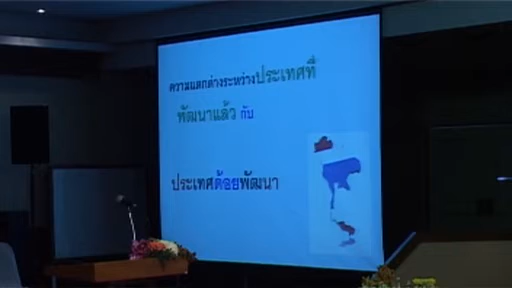 ความแตกต่างระหว่างประเทศที่
พัฒนาแล้ว กับ
ประเทศด้อยพัฒนา